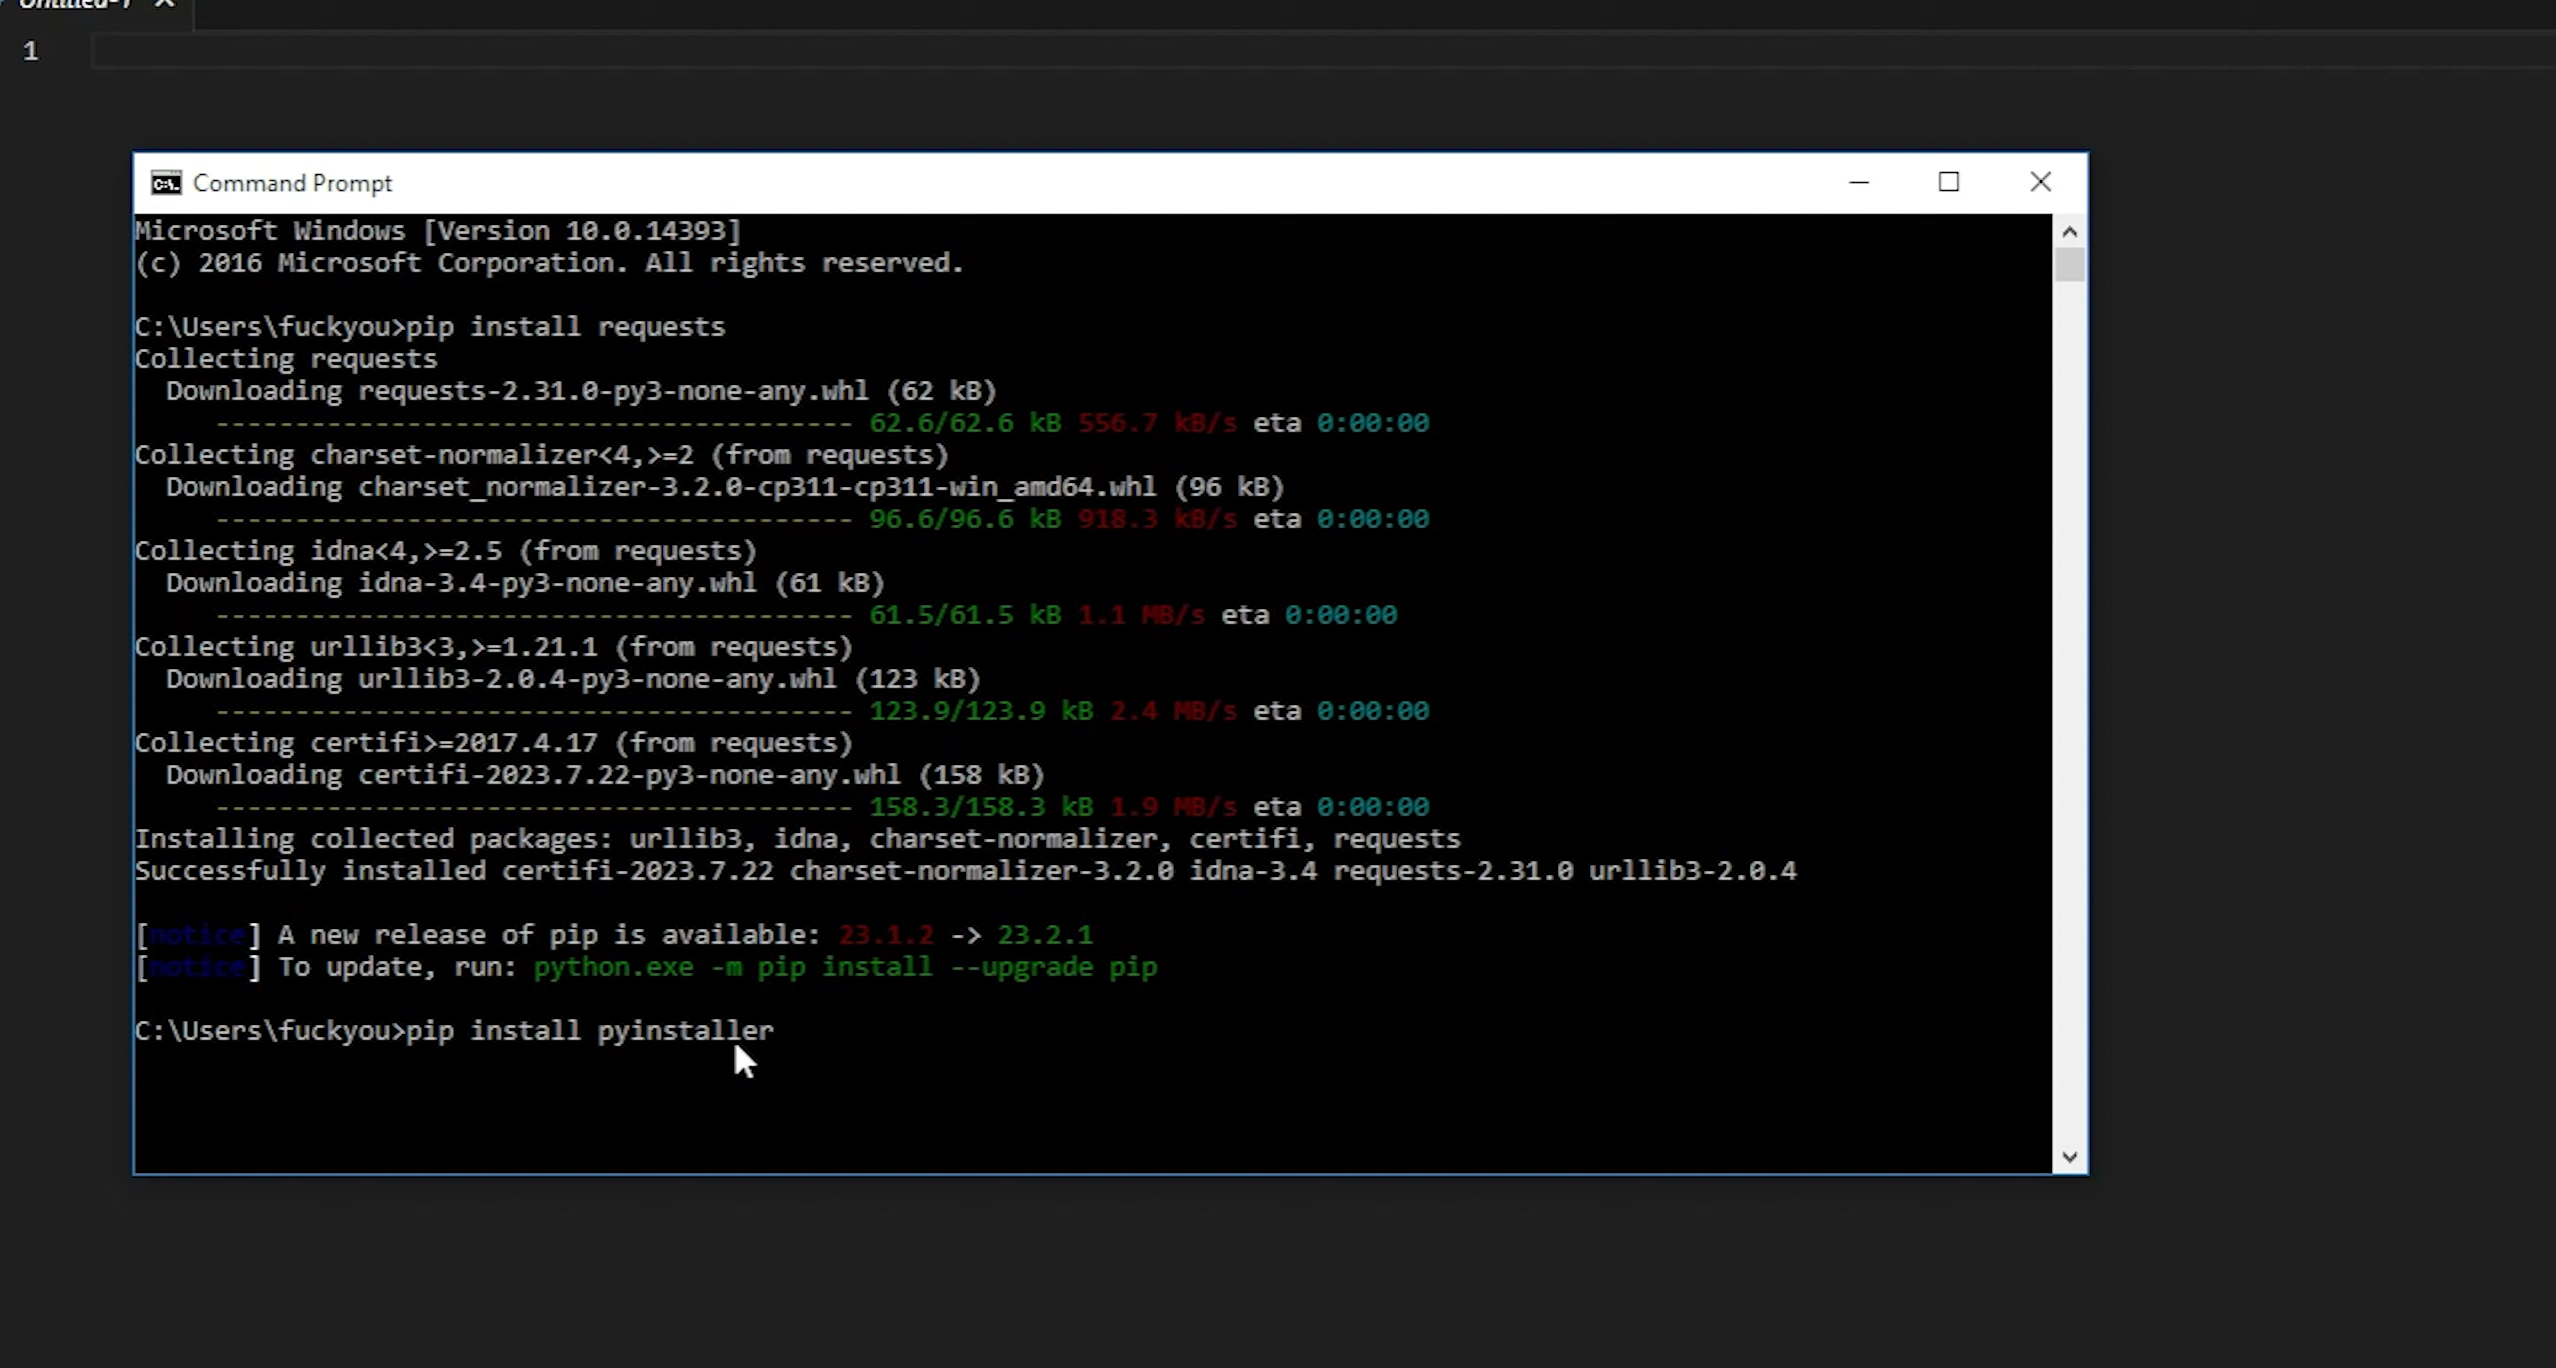 Untitled-1
1
Command Prompt
Microsoft Windows [Version 10.0.14393]
(c) 2016 Microsoft Corporation. All rights reserved.
C:\Users\fuckyou>pip install requests
Collecting requests
Downloading requests-2.31.0-py3-none-any.whl (62 kB)
---------------------------------------- 62.6/62.6 kB 556.7 kB/s eta 0:00:00
Collecting charset-normalizer<4,>=2 (from requests)
Downloading charset_normalizer-3.2.0-cp311-cp311-win_amd64.whl (96 kB)
---------------------------------------- 96.6/96.6 kB 918.3 kB/s eta 0:00:00
Collecting idna<4,>=2.5 (from requests)
Downloading idna-3.4-py3-none-any.whl (61 kB)
---------------------------------------- 61.5/61.5 kB 1.1 MB/s eta 0:00:00
Collecting urllib3<3,>=1.21.1 (from requests)
Downloading urllib3-2.0.4-py3-none-any.whl (123 kB)
---------------------------------------- 123.9/123.9 kB 2.4 MB/s eta 0:00:00
Collecting certifi>=2017.4.17 (from requests)
Downloading certifi-2023.7.22-py3-none-any.whl (158 kB)
---------------------------------------- 158.3/158.3 kB 1.9 MB/s eta 0:00:00
Installing collected packages: urllib3, idna, charset-normalizer, certifi, requests
Successfully installed certifi-2023.7.22 charset-normalizer-3.2.0 idna-3.4 requests-2.31.0 urllib3-2.0.4
[notice] A new release of pip is available: 23.1.2 -> 23.2.1
[notice] To update, run: python.exe -m pip install --upgrade pip
C:\Users\fuckyou>pip install pyinstaller